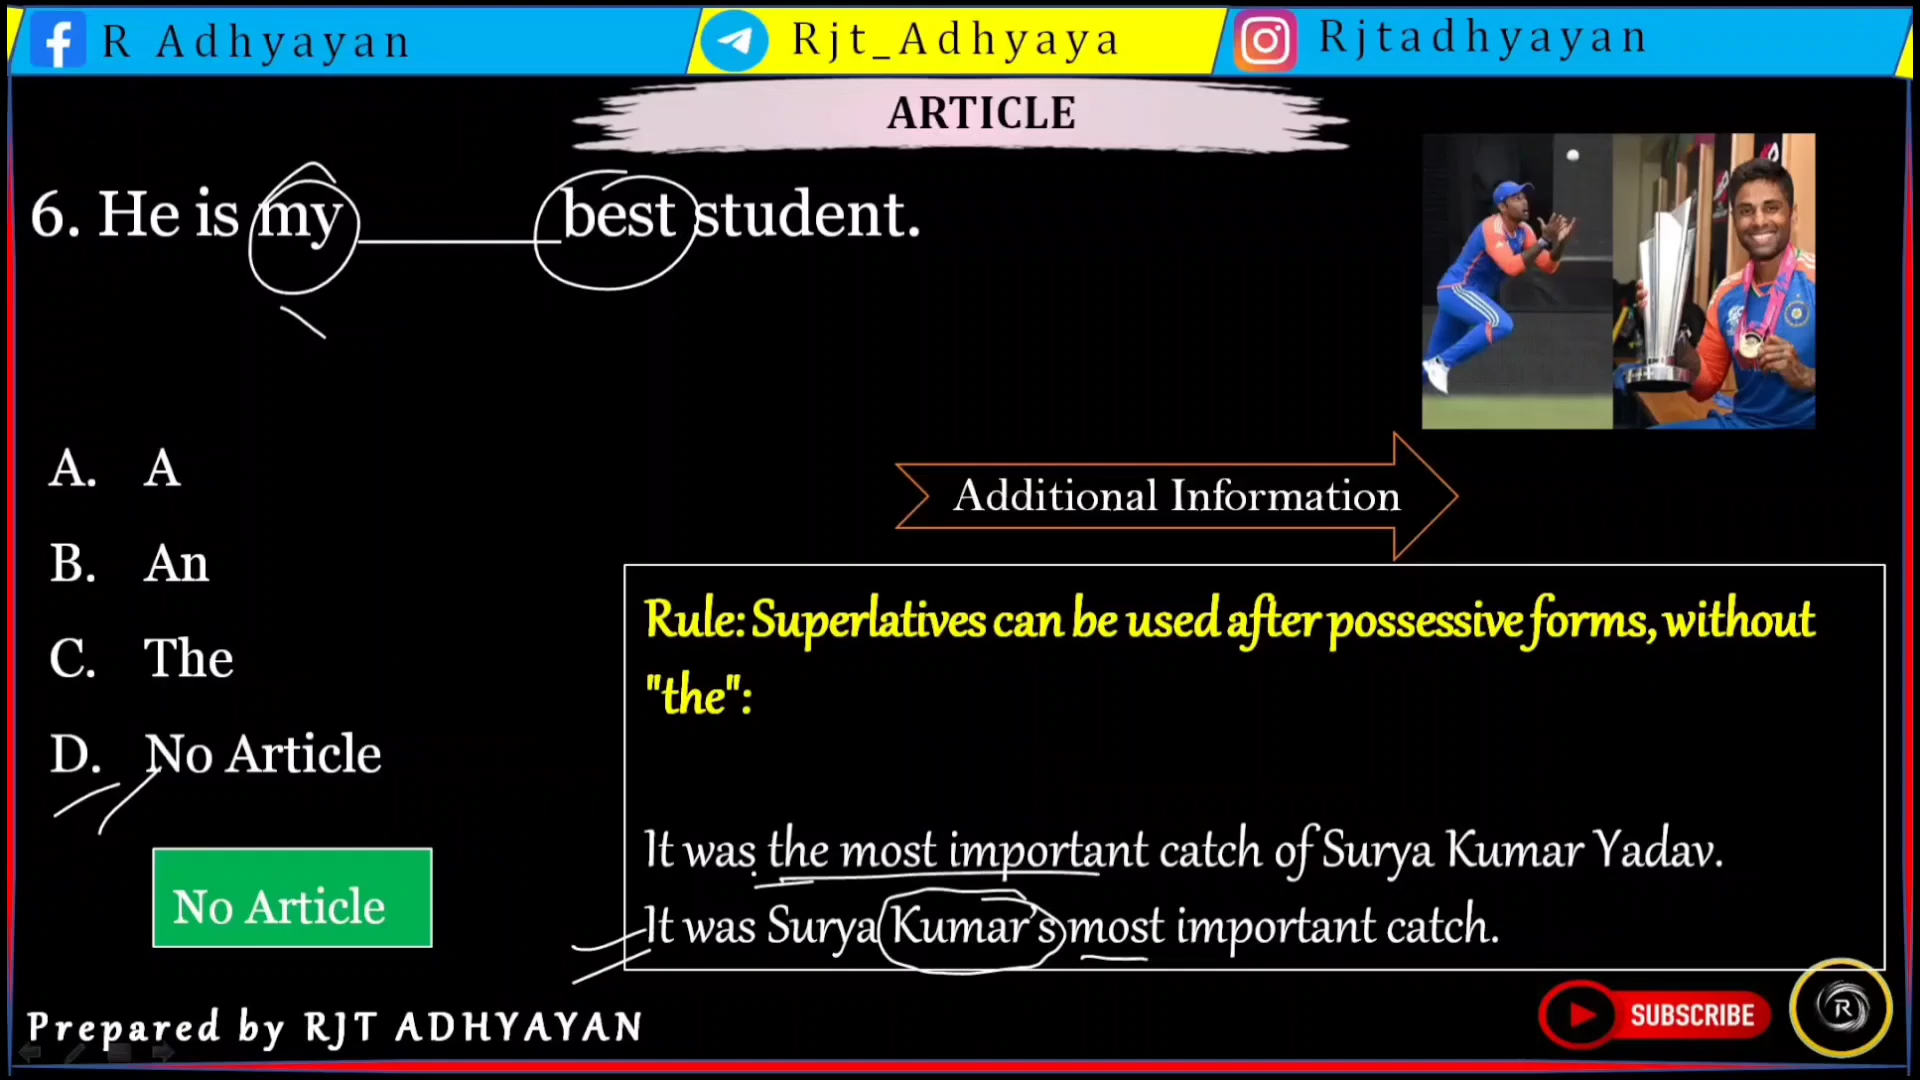 R Adhyayan
Rjt_Adhyaya
Rjtadhyayan
ARTICLE
6. He is my ________ best student.
A. A
B. An
C. The
D. No Article
No Article
Additional Information
Rule: Superlatives can be used after possessive forms, without
"the":
It was the most important catch of Surya Kumar Yadav.
It was Surya Kumar's most important catch.
Prepared by RJT ADHYAYAN
SUBSCRIBE
R